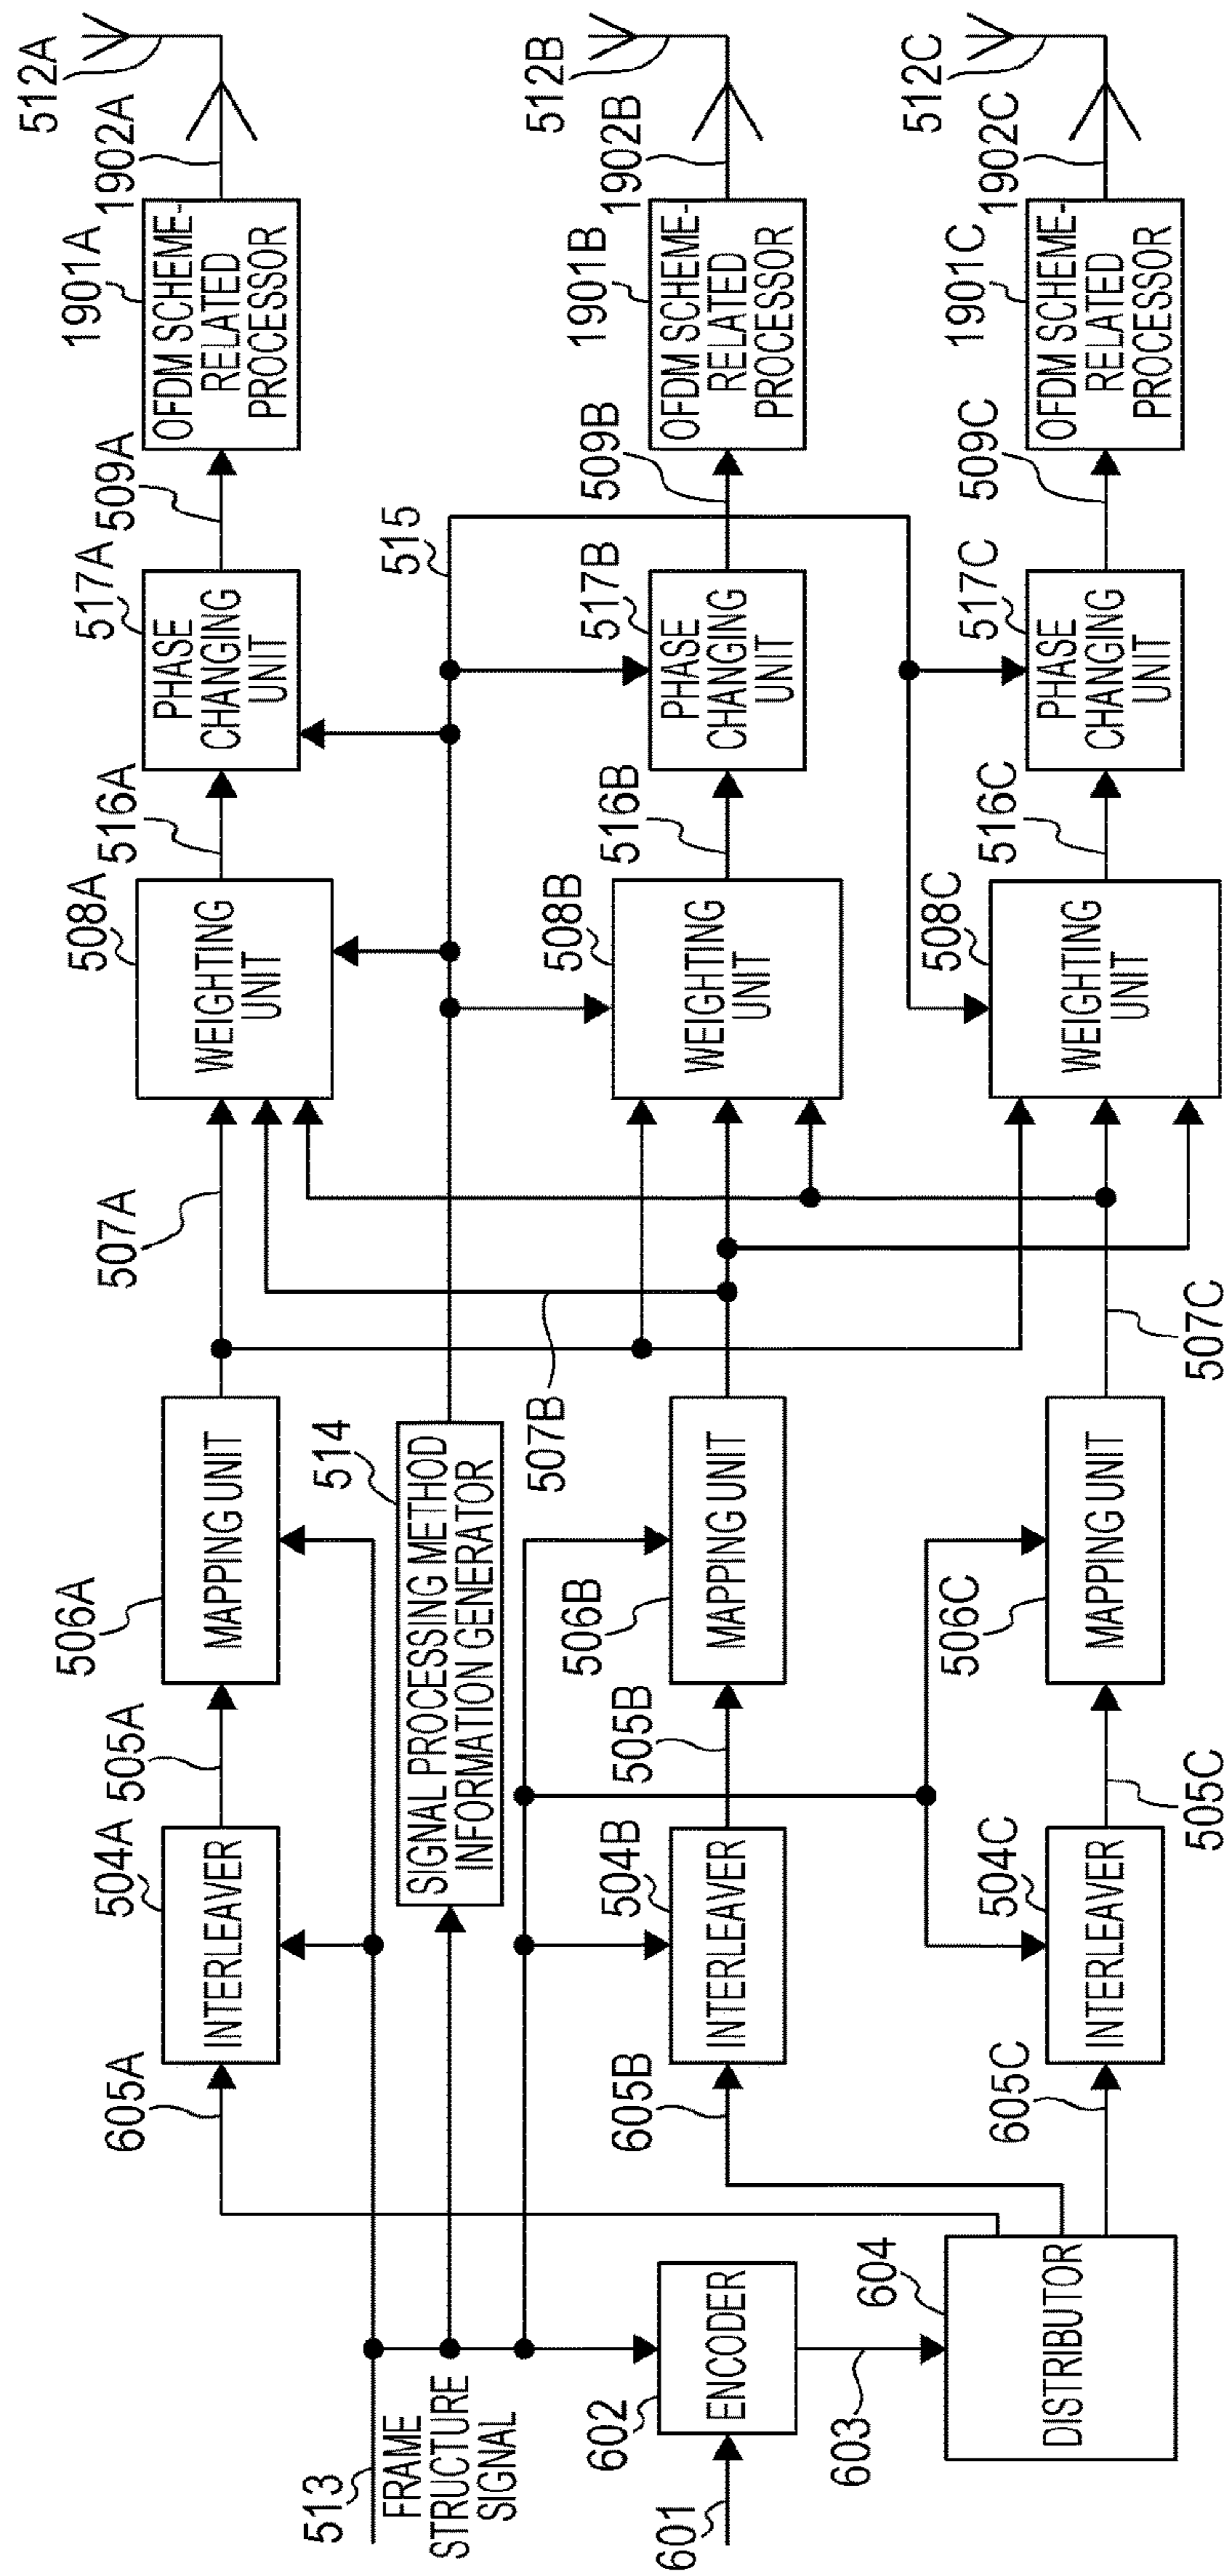 513
FRAME
STRUCTURE
SIGNAL
601
602
ENCODER
603
604
DISTRIBUTOR
605A
504A
INTERLEAVER
505A
506A
MAPPING UNIT
507A
508A
WEIGHTING
UNIT
516A
517A
PHASE
CHANGING
UNIT
509A
1901A
OFDM SCHEME-
RELATED
PROCESSOR
1902A
512A
514
SIGNAL PROCESSING METHOD
INFORMATION GENERATOR
515
605B
504B
INTERLEAVER
505B
506B
MAPPING UNIT
507B
508B
WEIGHTING
UNIT
516B
517B
PHASE
CHANGING
UNIT
509B
1901B
OFDM SCHEME-
RELATED
PROCESSOR
1902B
512B
605C
504C
INTERLEAVER
505C
506C
MAPPING UNIT
507C
508C
WEIGHTING
UNIT
516C
517C
PHASE
CHANGING
UNIT
509C
1901C
OFDM SCHEME-
RELATED
PROCESSOR
1902C
512C